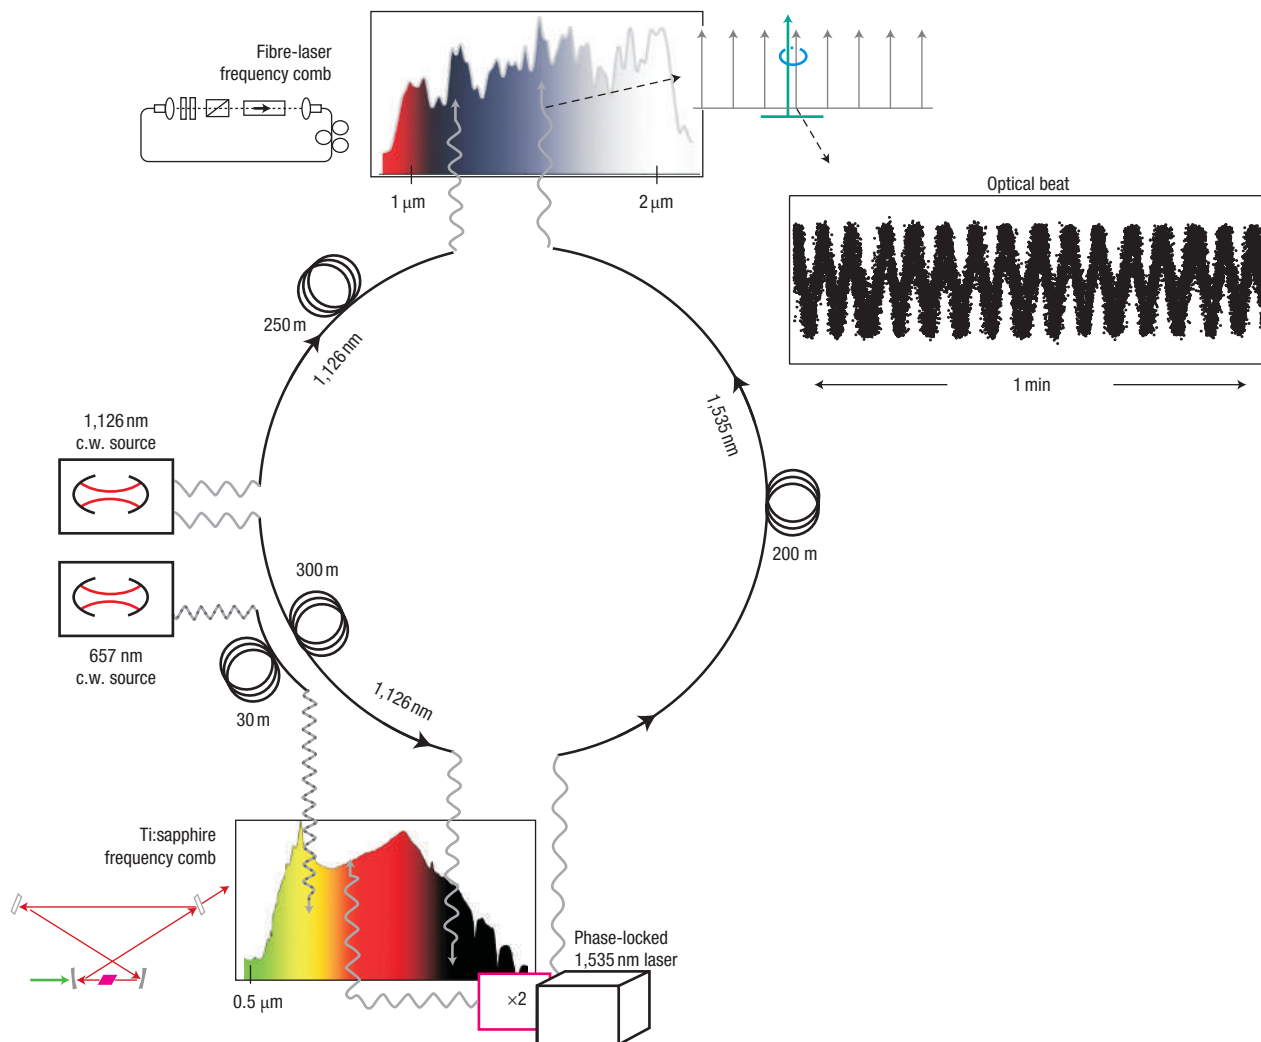 Fibre-laser
frequency comb
1 μm
2 μm
Optical beat
1 min
250 m
1,126 nm
1,535 nm
1,126 nm
c.w. source
200 m
300 m
657 nm
c.w. source
30 m
1,126 nm
Ti:sapphire
frequency comb
Phase-locked
1,535 nm laser
0.5 μm
×2